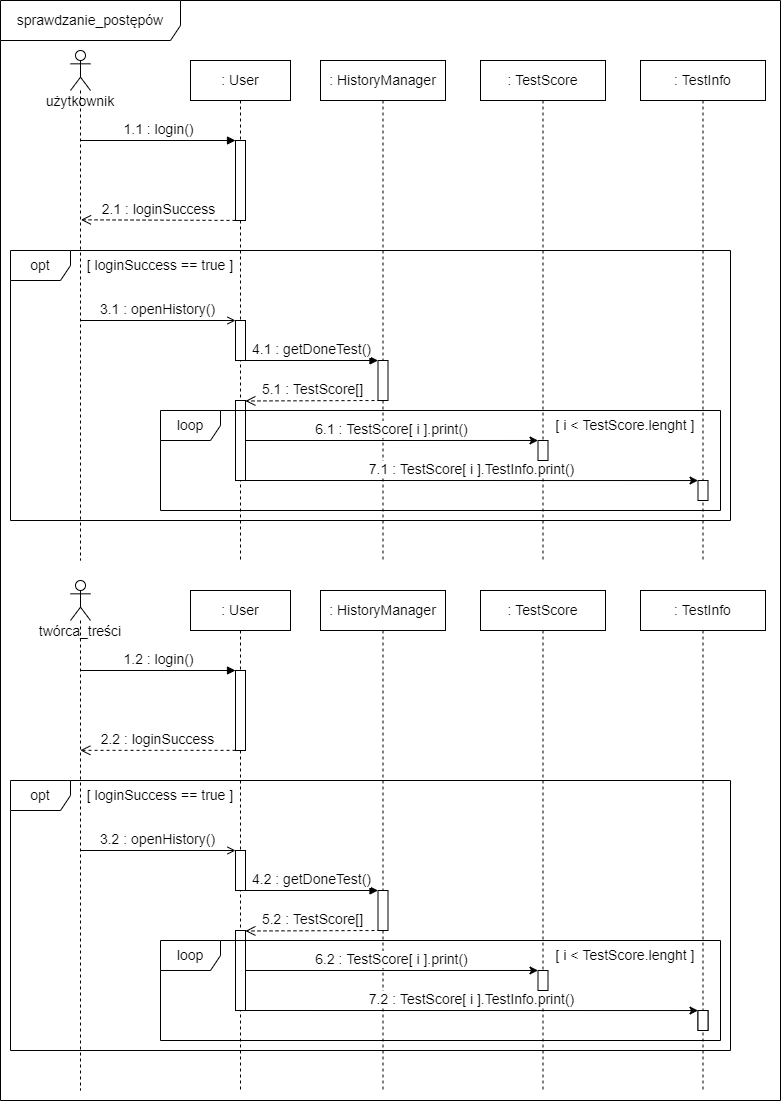 sprawdzanie_postępów
użytkownik
: User
: HistoryManager
: TestScore
: TestInfo
1.1 : login()
2.1 : loginSuccess
opt
[ loginSuccess == true ]
3.1 : openHistory()
4.1 : getDoneTest()
5.1 : TestScore[]
loop
[ i < TestScore.lenght ]
6.1 : TestScore[ i ].print()
7.1 : TestScore[ i ].TestInfo.print()
twórca_treści
: User
: HistoryManager
: TestScore
: TestInfo
1.2 : login()
2.2 : loginSuccess
opt
[ loginSuccess == true ]
3.2 : openHistory()
4.2 : getDoneTest()
5.2 : TestScore[]
loop
[ i < TestScore.lenght ]
6.2 : TestScore[ i ].print()
7.2 : TestScore[ i ].TestInfo.print()